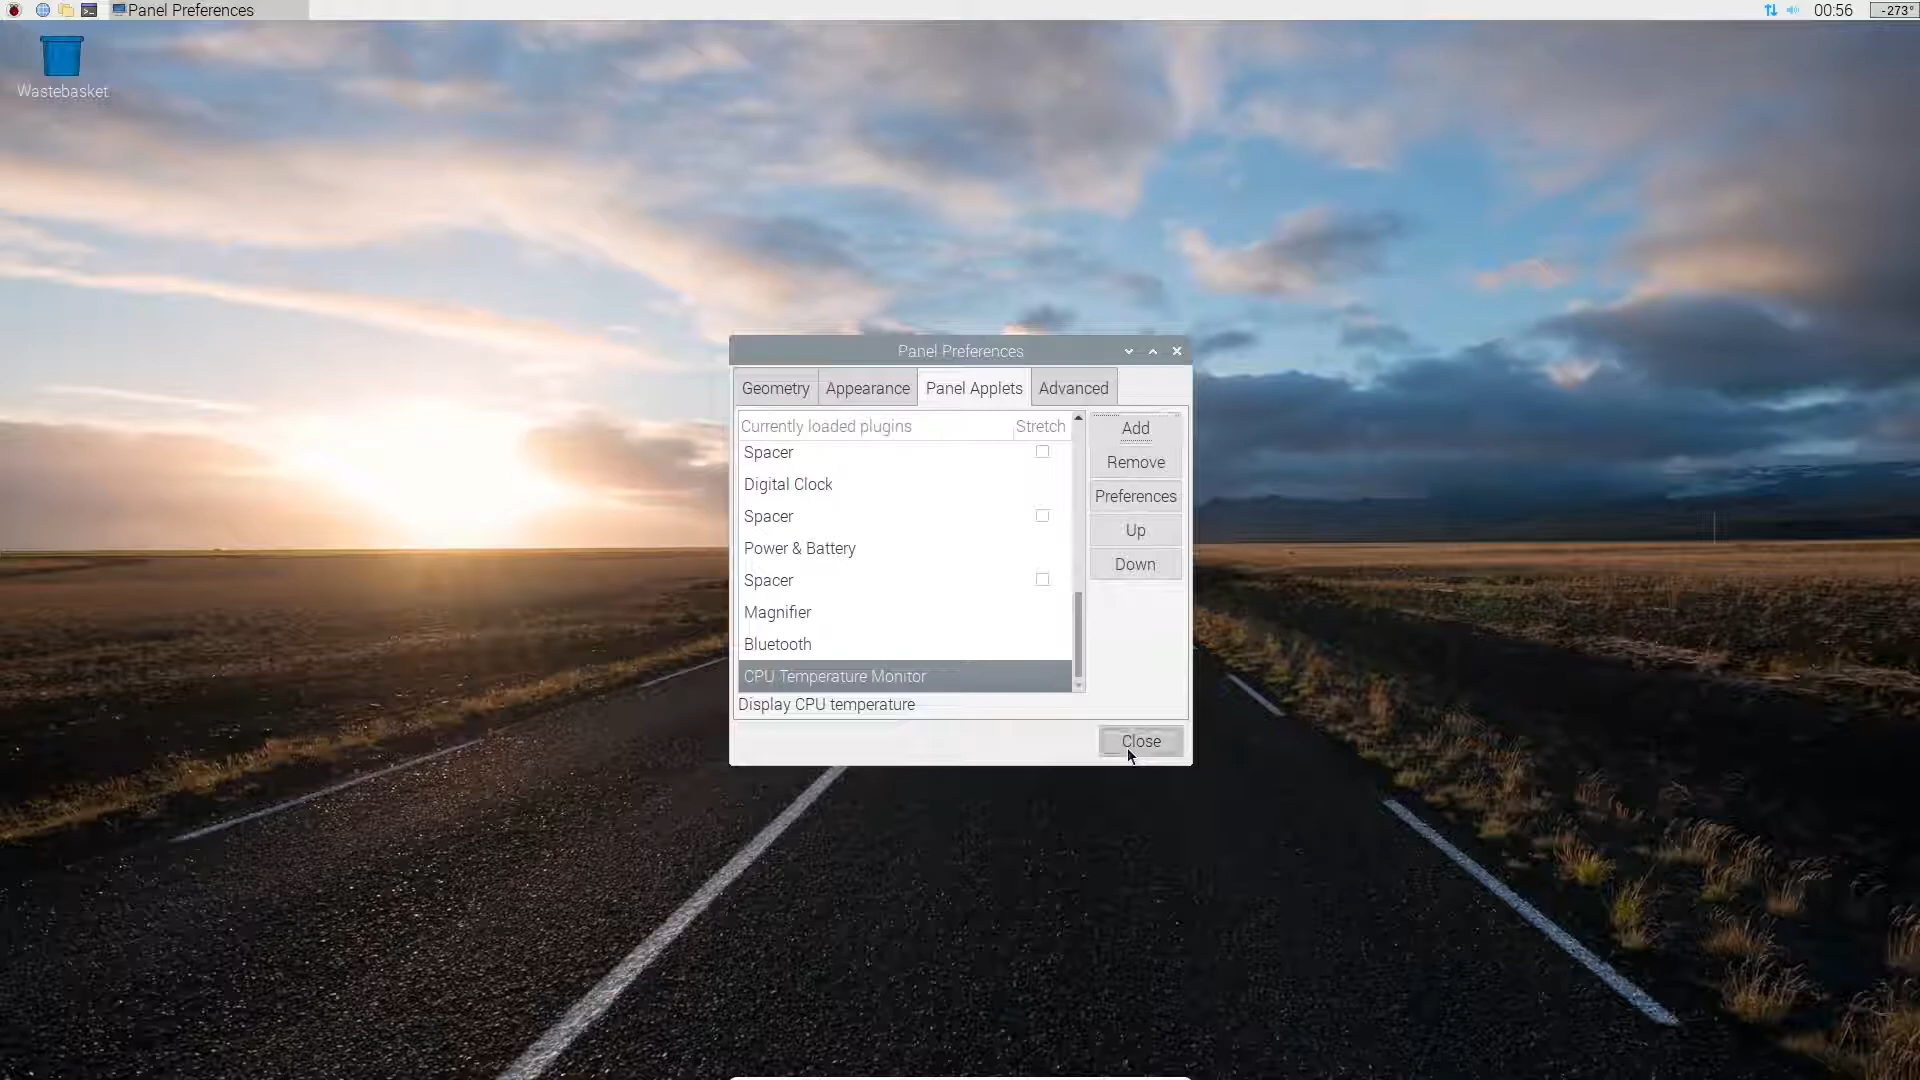 Panel Preferences
00:56
-273°
Wastebasket
Panel Preferences
Geometry
Appearance
Panel Applets
Advanced
Currently loaded plugins
Stretch
Spacer
Digital Clock
Spacer
Power & Battery
Spacer
Magnifier
Bluetooth
CPU Temperature Monitor
Display CPU temperature
Add
Remove
Preferences
Up
Down
Close